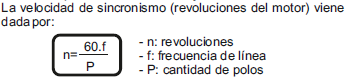 La velocidad de sincronismo (revoluciones del motor) viene
dada por:
n= 60.f / P
- n: revoluciones
- f: frecuencia de línea
- P: cantidad de polos